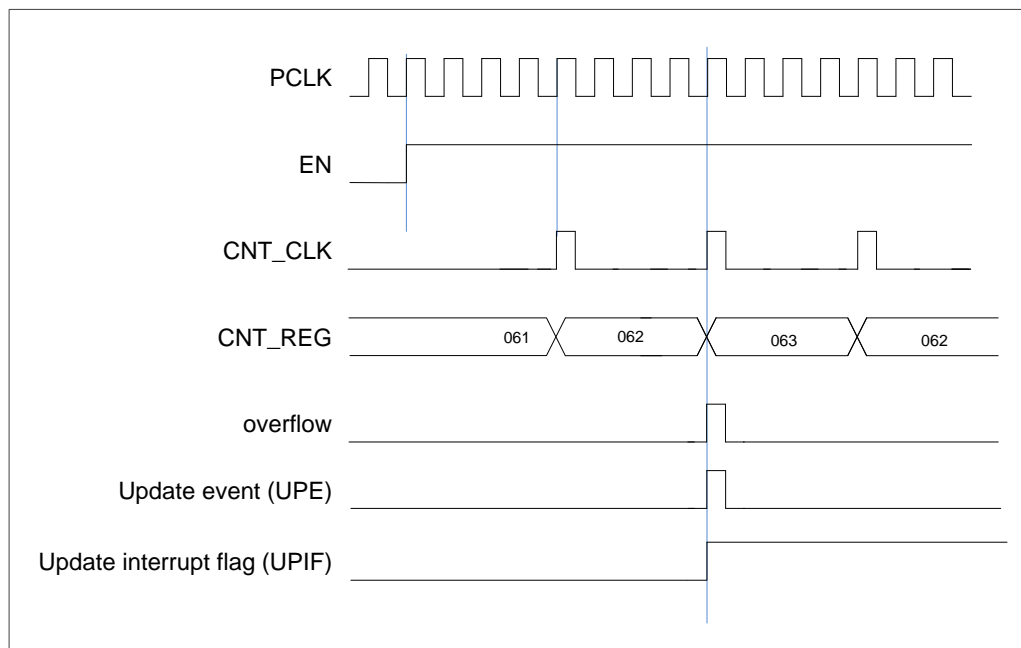 PCLK
EN
CNT_CLK
CNT_REG
061
062
063
062
overflow
Update event (UPE)
Update interrupt flag (UPIF)